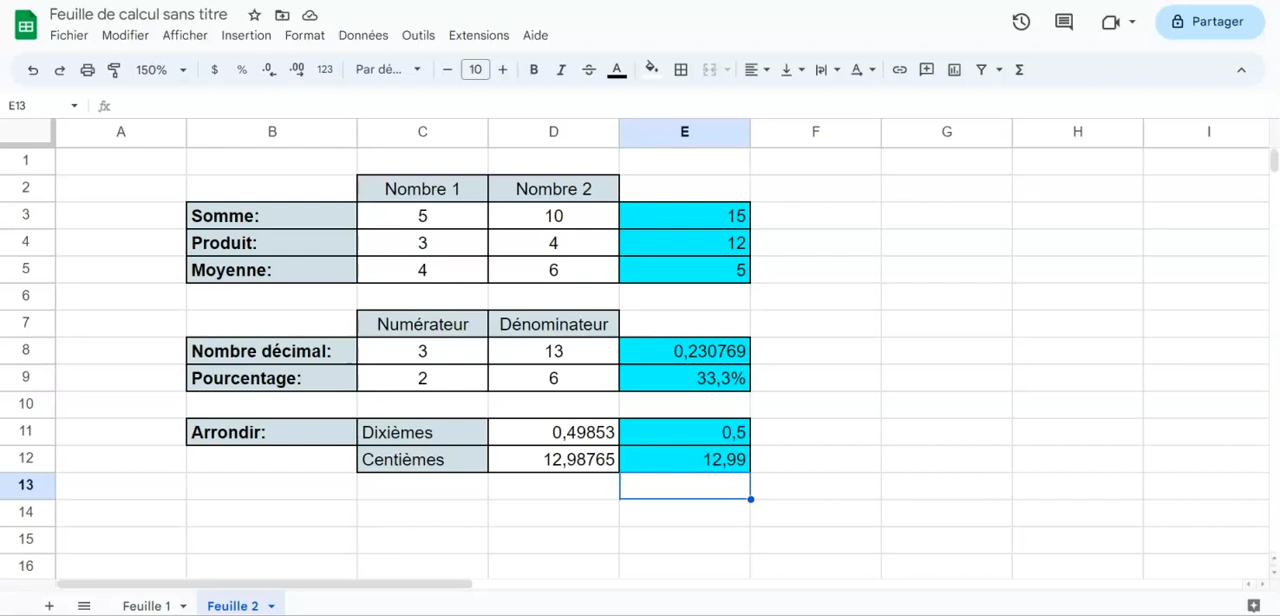 Feuille de calcul sans titre
Fichier Modifier Afficher Insertion Format Données Outils Extensions Aide
Partager
150% $ % .0 .00 123 Par dé... − 10 + B I S A Σ
E13 fx
A B C D E F G H I
1
2 Nombre 1 Nombre 2
3 Somme: 5 10 15
4 Produit: 3 4 12
5 Moyenne: 4 6 5
6
7 Numérateur Dénominateur
8 Nombre décimal: 3 13 0,230769
9 Pourcentage: 2 6 33,3%
10
11 Arrondir: Dixièmes 0,49853 0,5
12 Centièmes 12,98765 12,99
13
14
15
16
+ Feuille 1 Feuille 2